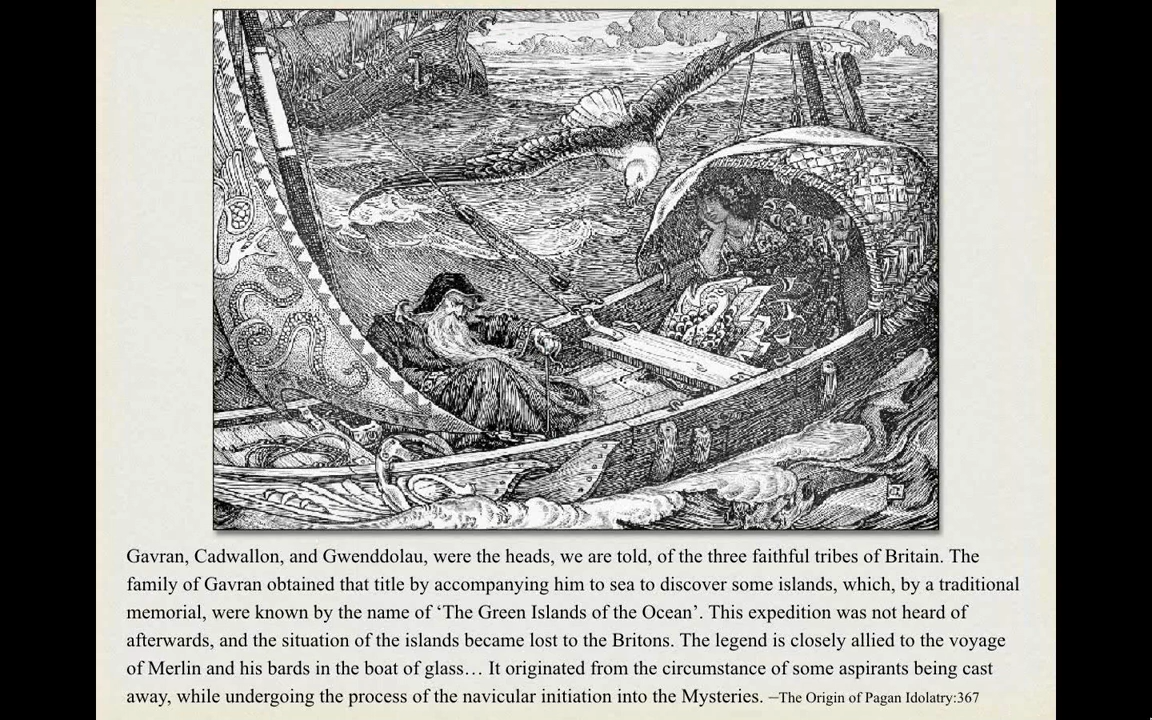 Gavran, Cadwallon, and Gwenddolau, were the heads, we are told, of the three faithful tribes of Britain. The
family of Gavran obtained that title by accompanying him to sea to discover some islands, which, by a traditional
memorial, were known by the name of ‘The Green Islands of the Ocean’. This expedition was not heard of
afterwards, and the situation of the islands became lost to the Britons. The legend is closely allied to the voyage
of Merlin and his bards in the boat of glass… It originated from the circumstance of some aspirants being cast
away, while undergoing the process of the navicular initiation into the Mysteries. –The Origin of Pagan Idolatry:367